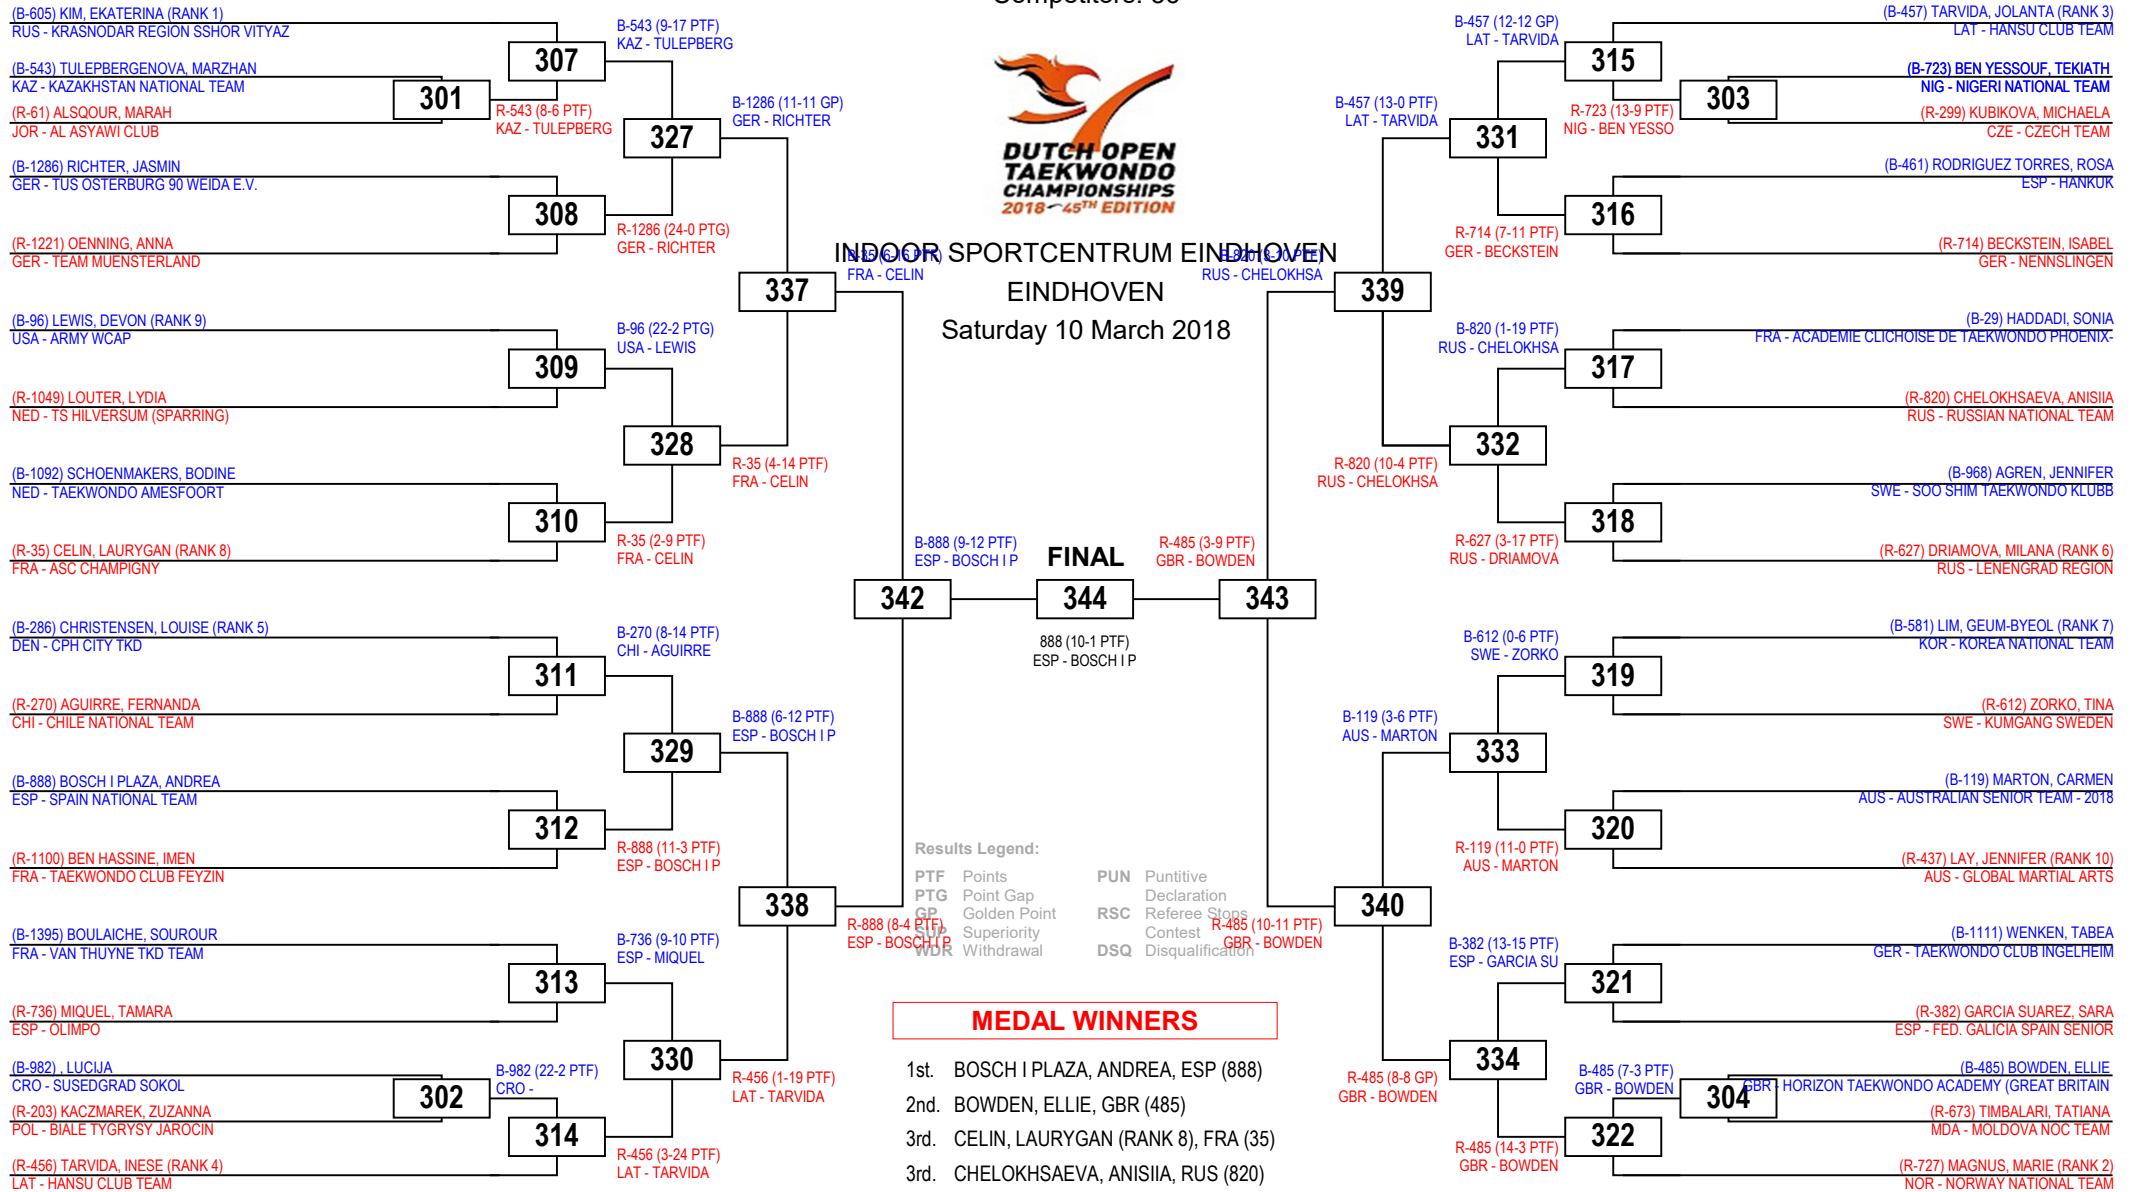 (B-605) KIM, EKATERINA (RANK 1)
RUS - KRASNODAR REGION SSHOR VITYAZ
(B-543) TULEPBERGENOVA, MARZHAN
KAZ - KAZAKHSTAN NATIONAL TEAM
(R-61) ALSQOUR, MARAH
JOR - AL ASYAWI CLUB
(B-1286) RICHTER, JASMIN
GER - TUS OSTERBURG 90 WEIDA E.V.
(R-1221) OENNING, ANNA
GER - TEAM MUENSTERLAND
(B-96) LEWIS, DEVON (RANK 9)
USA - ARMY WCAP
(R-1049) LOUTER, LYDIA
NED - TS HILVERSUM (SPARRING)
(B-1092) SCHOENMAKERS, BODINE
NED - TAEKWONDO AMESFOORT
(R-35) CELIN, LAURYGAN (RANK 8)
FRA - ASC CHAMPIGNY
(B-286) CHRISTENSEN, LOUISE (RANK 5)
DEN - CPH CITY TKD
(R-270) AGUIRRE, FERNANDA
CHI - CHILE NATIONAL TEAM
(B-888) BOSCH I PLAZA, ANDREA
ESP - SPAIN NATIONAL TEAM
(R-1100) BEN HASSINE, IMEN
FRA - TAEKWONDO CLUB FEYZIN
(B-1395) BOULAICHE, SOUROUR
FRA - VAN THUYNE TKD TEAM
(R-736) MIQUEL, TAMARA
ESP - OLIMPO
(B-982) , LUCIJA
CRO - SUSEDGRAD SOKOL
(R-203) KACZMAREK, ZUZANNA
POL - BIALE TYGRYSY JAROCIN
(R-456) TARVIDA, INESE (RANK 4)
LAT - HANSU CLUB TEAM
301
R-543 (8-6 PTF)
KAZ - TULEPBERG
302
B-982 (22-2 PTF)
CRO -
307
308
309
310
311
312
313
314
B-543 (9-17 PTF)
KAZ - TULEPBERG
R-1286 (24-0 PTG)
GER - RICHTER
B-96 (22-2 PTG)
USA - LEWIS
R-35 (2-9 PTF)
FRA - CELIN
B-270 (8-14 PTF)
CHI - AGUIRRE
R-888 (11-3 PTF)
ESP - BOSCH I P
B-736 (9-10 PTF)
ESP - MIQUEL
R-456 (3-24 PTF)
LAT - TARVIDA
327
328
329
330
B-1286 (11-11 GP)
GER - RICHTER
R-35 (4-14 PTF)
FRA - CELIN
B-888 (6-12 PTF)
ESP - BOSCH I P
R-456 (1-19 PTF)
LAT - TARVIDA
337
338
B-35 (6-16 PTF)
FRA - CELIN
R-888 (8-4 PTF)
ESP - BOSCH I P
342
B-888 (9-12 PTF)
ESP - BOSCH I P
DUTCH OPEN
TAEKWONDO
CHAMPIONSHIPS
2018 - 45TH EDITION
INDOOR SPORTCENTRUM EINDHOVEN
EINDHOVEN
Saturday 10 March 2018
FINAL
344
888 (10-1 PTF)
ESP - BOSCH I P
R-485 (3-9 PTF)
GBR - BOWDEN
343
Results Legend:
PTF Points
PTG Point Gap
GP Golden Point
SUP Superiority
WDR Withdrawal
PUN Puntitive
Declaration
RSC Referee Stops
Contest
DSQ Disqualification
MEDAL WINNERS
1st. BOSCH I PLAZA, ANDREA, ESP (888)
2nd. BOWDEN, ELLIE, GBR (485)
3rd. CELIN, LAURYGAN (RANK 8), FRA (35)
3rd. CHELOKHSAEVA, ANISIIA, RUS (820)
B-820 (3-10 PTF)
RUS - CHELOKHSA
R-485 (10-11 PTF)
GBR - BOWDEN
339
340
B-457 (13-0 PTF)
LAT - TARVIDA
R-820 (10-4 PTF)
RUS - CHELOKHSA
B-119 (3-6 PTF)
AUS - MARTON
R-485 (8-8 GP)
GBR - BOWDEN
331
332
333
334
B-457 (12-12 GP)
LAT - TARVIDA
R-714 (7-11 PTF)
GER - BECKSTEIN
B-820 (1-19 PTF)
RUS - CHELOKHSA
R-627 (3-17 PTF)
RUS - DRIAMOVA
B-612 (0-6 PTF)
SWE - ZORKO
R-119 (11-0 PTF)
AUS - MARTON
B-382 (13-15 PTF)
ESP - GARCIA SU
R-485 (14-3 PTF)
GBR - BOWDEN
315
316
317
318
319
320
321
322
R-723 (13-9 PTF)
NIG - BEN YESSO
303
B-485 (7-3 PTF)
GBR - BOWDEN
304
(B-457) TARVIDA, JOLANTA (RANK 3)
LAT - HANSU CLUB TEAM
(B-723) BEN YESSOUF, TEKIATH
NIG - NIGERI NATIONAL TEAM
(R-299) KUBIKOVA, MICHAELA
CZE - CZECH TEAM
(B-461) RODRIGUEZ TORRES, ROSA
ESP - HANKUK
(R-714) BECKSTEIN, ISABEL
GER - NENNSLINGEN
(B-29) HADDADI, SONIA
FRA - ACADEMIE CLICHOISE DE TAEKWONDO PHOENIX-
(R-820) CHELOKHSAEVA, ANISIIA
RUS - RUSSIAN NATIONAL TEAM
(B-968) AGREN, JENNIFER
SWE - SOO SHIM TAEKWONDO KLUBB
(R-627) DRIAMOVA, MILANA (RANK 6)
RUS - LENENGRAD REGION
(B-581) LIM, GEUM-BYEOL (RANK 7)
KOR - KOREA NATIONAL TEAM
(R-612) ZORKO, TINA
SWE - KUMGANG SWEDEN
(B-119) MARTON, CARMEN
AUS - AUSTRALIAN SENIOR TEAM - 2018
(R-437) LAY, JENNIFER (RANK 10)
AUS - GLOBAL MARTIAL ARTS
(B-1111) WENKEN, TABEA
GER - TAEKWONDO CLUB INGELHEIM
(R-382) GARCIA SUAREZ, SARA
ESP - FED. GALICIA SPAIN SENIOR
(B-485) BOWDEN, ELLIE
GBR - HORIZON TAEKWONDO ACADEMY (GREAT BRITAIN
(R-673) TIMBALARI, TATIANA
MDA - MOLDOVA NOC TEAM
(R-727) MAGNUS, MARIE (RANK 2)
NOR - NORWAY NATIONAL TEAM